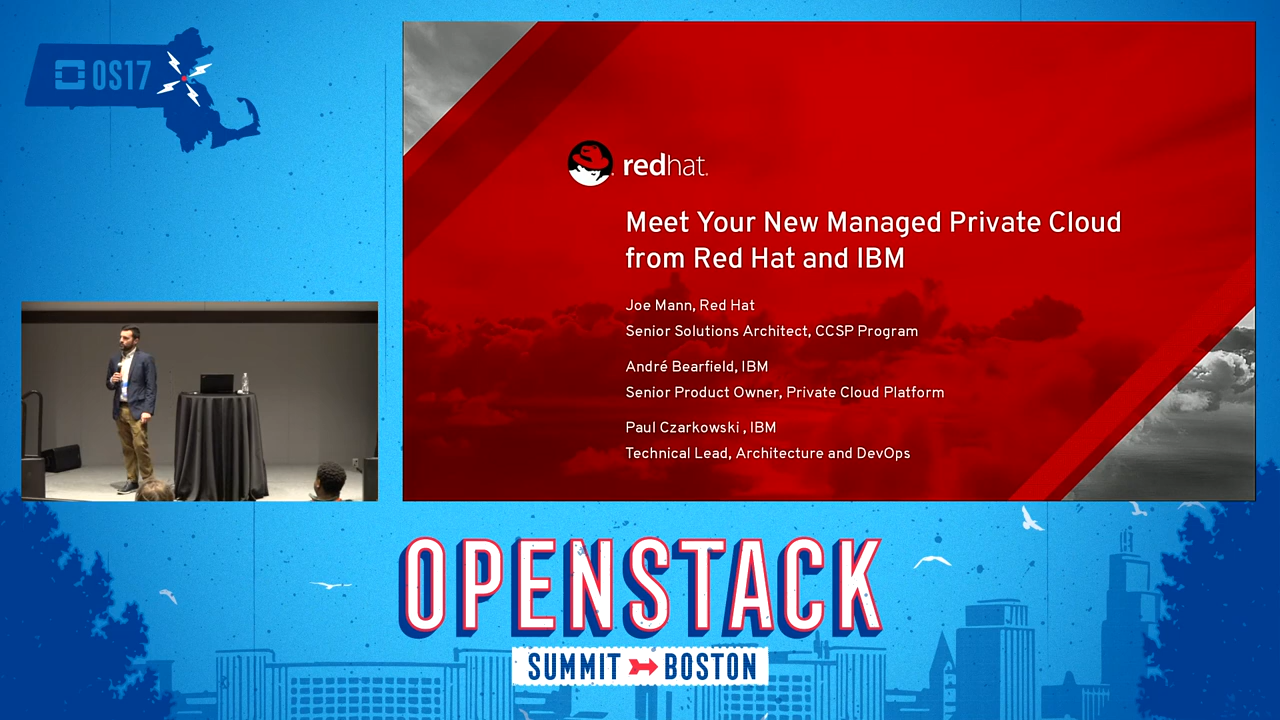 OS17
redhat.
Meet Your New Managed Private Cloud
from Red Hat and IBM
Joe Mann, Red Hat
Senior Solutions Architect, CCSP Program
André Bearfield, IBM
Senior Product Owner, Private Cloud Platform
Paul Czarkowski , IBM
Technical Lead, Architecture and DevOps
OPENSTACK
SUMMIT BOSTON